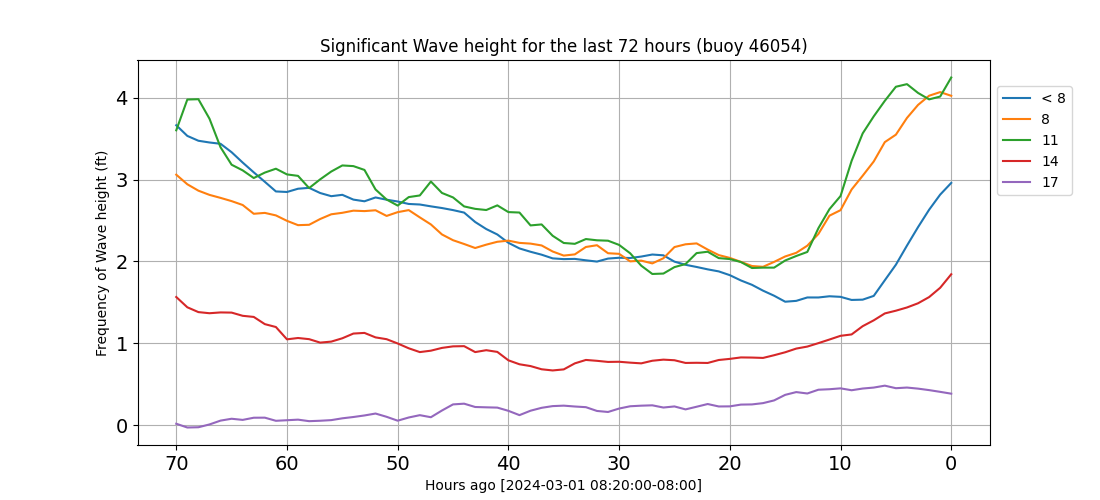 Significant Wave height for the last 72 hours (buoy 46054)
Frequency of Wave height (ft)
4
3
2
1
0
70 60 50 40 30 20 10 0
Hours ago [2024-03-01 08:20:00-08:00]
< 8
8
11
14
17